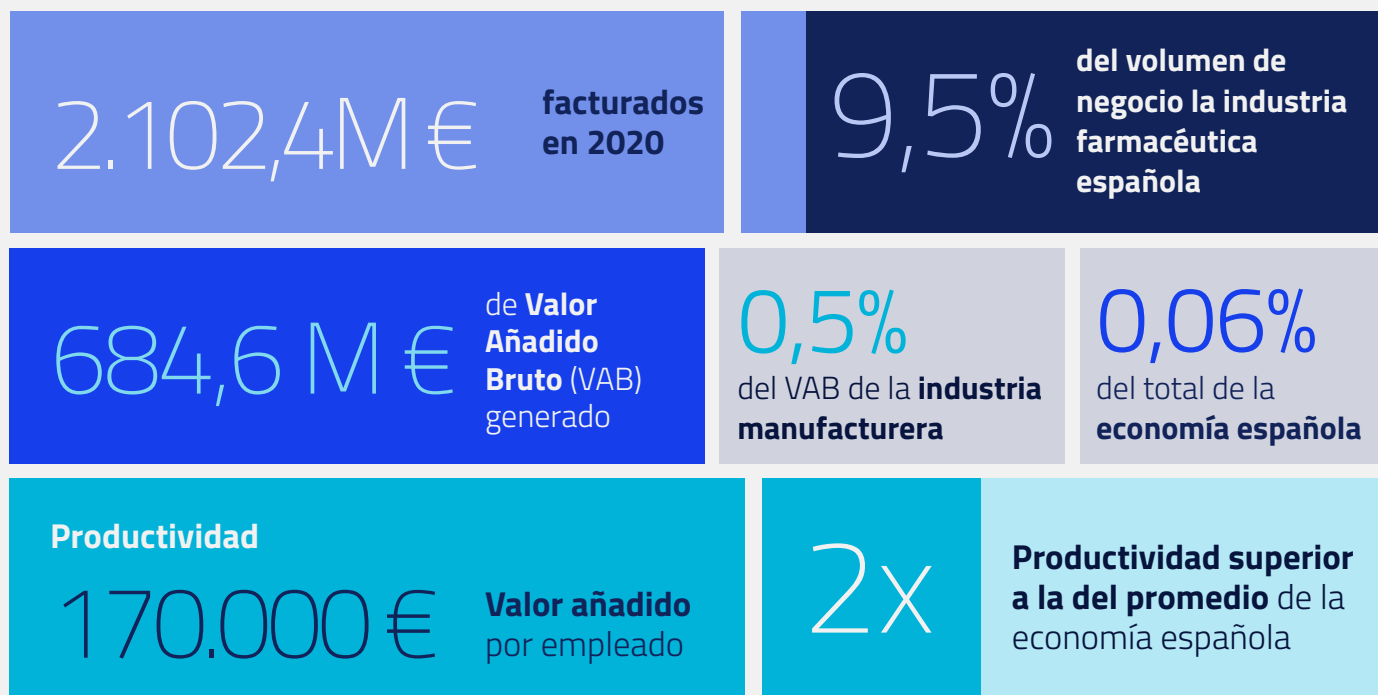 2.102,4M €
facturados
en 2020
9,5%
del volumen de
negocio la industria
farmacéutica
española
684,6 M €
de Valor
Añadido
Bruto (VAB)
generado
0,5%
del VAB de la industria
manufacturera
0,06%
del total de la
economía española
Productividad
170.000 €
Valor añadido
por empleado
2x
Productividad superior
a la del promedio de la
economía española